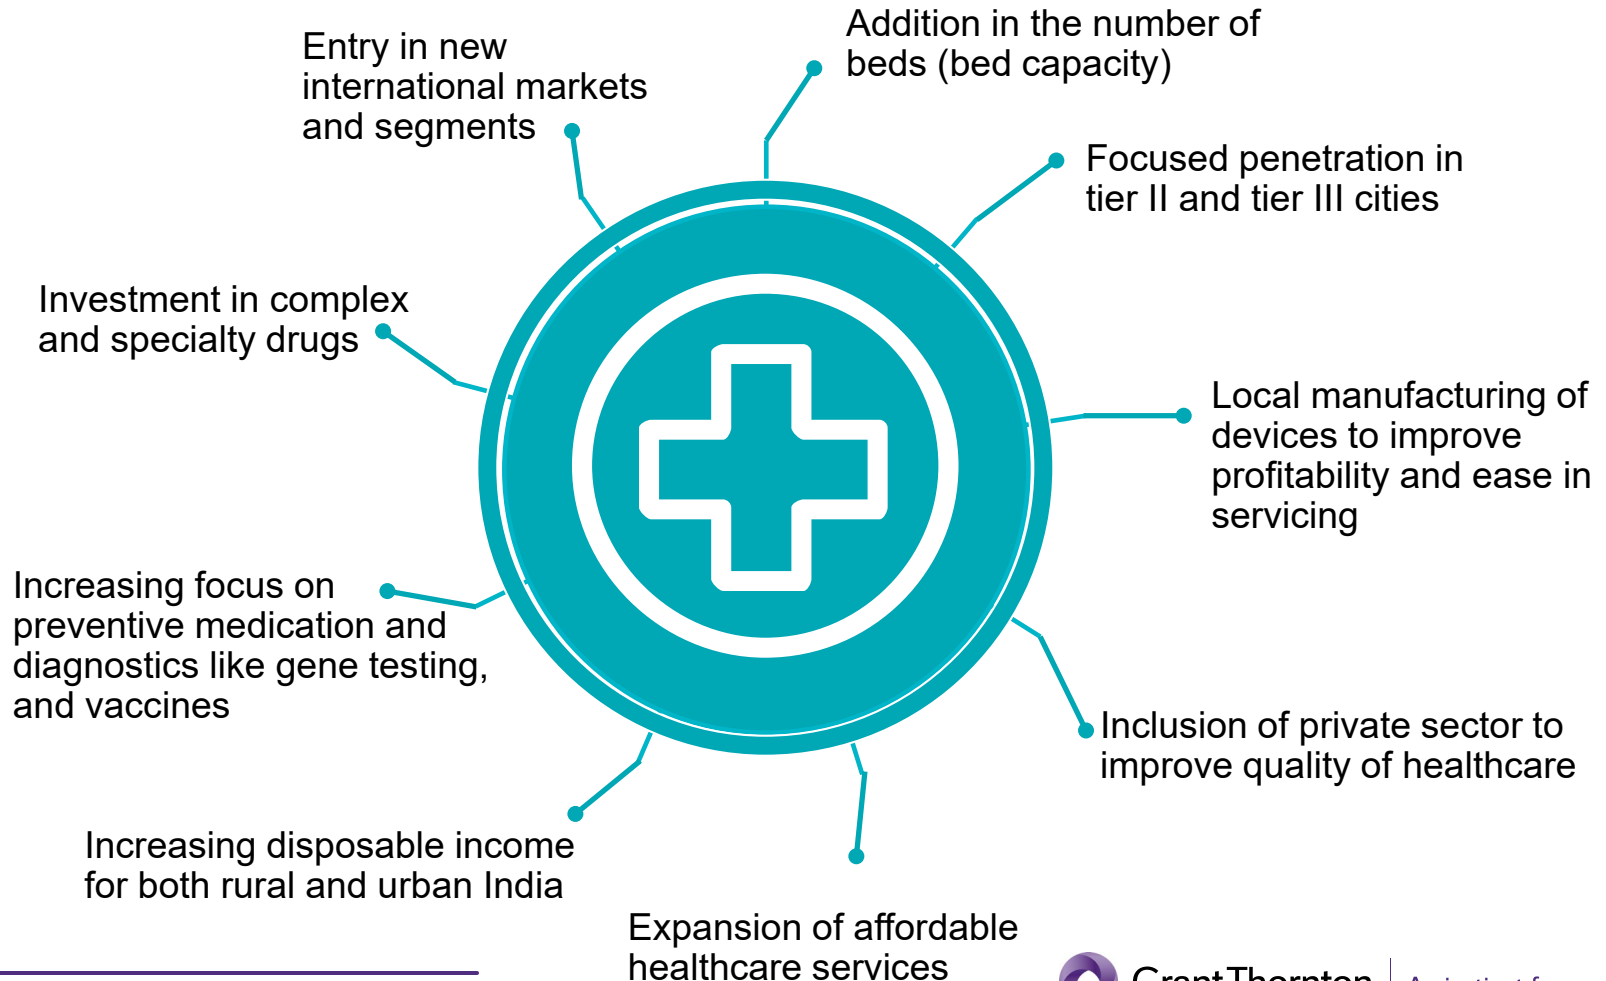 Addition in the number of
beds (bed capacity)
Entry in new
international markets
and segments
Focused penetration in
tier II and tier III cities
Investment in complex
and specialty drugs
Local manufacturing of
devices to improve
profitability and ease in
servicing
Increasing focus on
preventive medication and
diagnostics like gene testing,
and vaccines
Inclusion of private sector to
improve quality of healthcare
Increasing disposable income
for both rural and urban India
Expansion of affordable
healthcare services
Grant Thornton